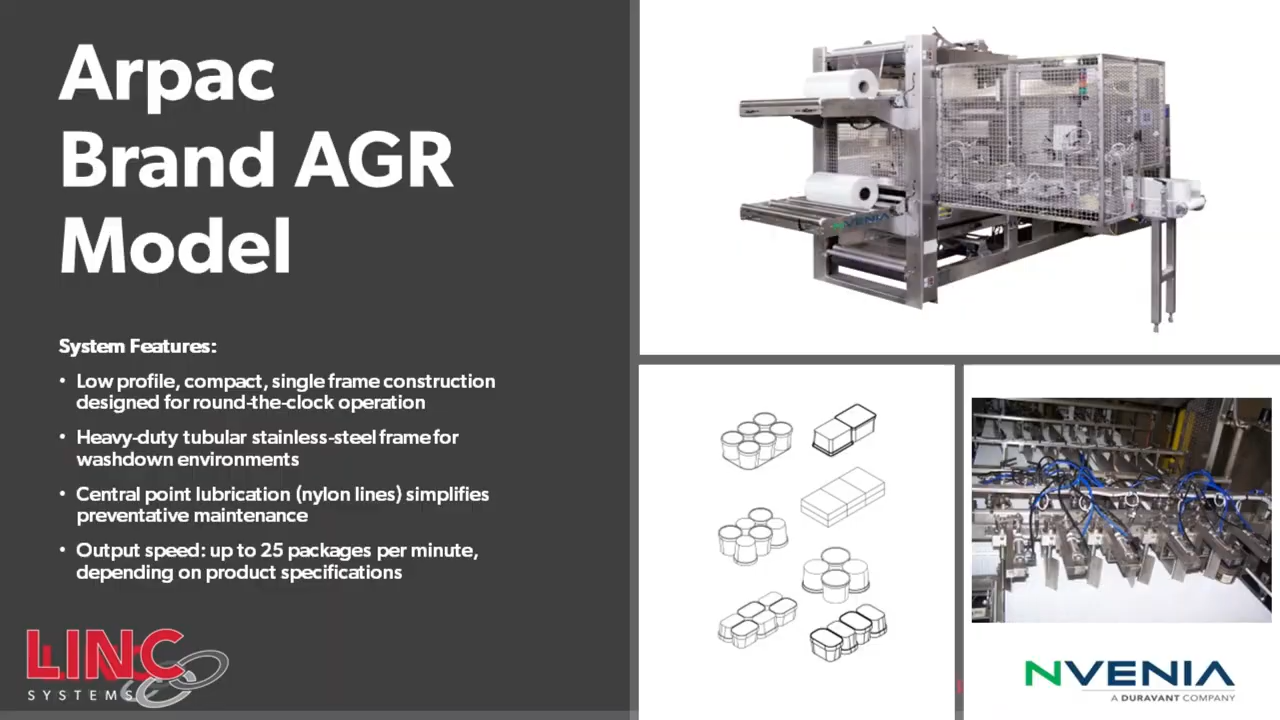 Arpac
Brand AGR
Model
System Features:
• Low profile, compact, single frame construction
designed for round-the-clock operation
• Heavy-duty tubular stainless-steel frame for
washdown environments
• Central point lubrication (nylon lines) simplifies
preventative maintenance
• Output speed: up to 25 packages per minute,
depending on product specifications
LINC
SYSTEMS
NVENIA
NVENIA
A DURAVANT COMPANY